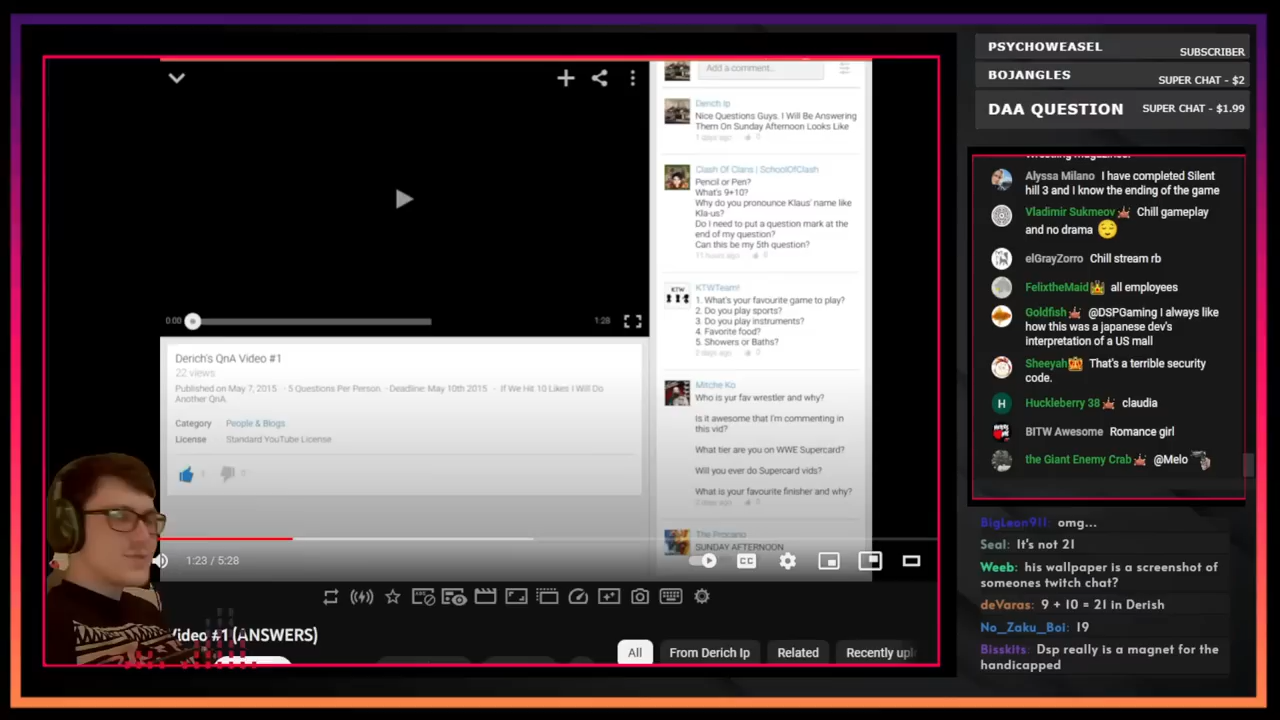 PSYCHOWEASEL
SUBSCRIBER
BOJANGLES
SUPER CHAT - $2
DAA QUESTION
SUPER CHAT - $1.99
Add a comment...
Derich Ip
Nice Questions Guys. I Will Be Answering
Them On Sunday Afternoon Looks Like
1 days ago
0
Clash Of Clans | SchoolOfClash
Pencil or Pen?
What's 9+10?
Why do you pronounce Klaus' name like
Kla-us?
Do I need to put a question mark at the
end of my question?
Can this be my 5th question?
11 hours ago
0
KTW
KTWTeam!
1. What's your favourite game to play?
2. Do you play sports?
3. Do you play instruments?
4. Favorite food?
5. Showers or Baths?
2 days ago
Mitche Ko
Who is yur fav wrestler and why?
Is it awesome that I'm commenting in
this vid?
What tier are you on WWE Supercard?
Will you ever do Supercard vids?
What is your favourite finisher and why?
The Procano
SUNDAY AFTERNOON
0:00
1:28
Derich's QnA Video #1
22 views
Published on May 7, 2015 · 5 Questions Per Person. · Deadline: May 10th 2015 · If We Hit 10 Likes I Will Do
Another QnA.
Category People & Blogs
License Standard YouTube License
1:23 / 5:28
CC
Video #1 (ANSWERS)
All
From Derich Ip
Related
Recently upl
wrestling magazines.
Alyssa Milano I have completed Silent
hill 3 and I know the ending of the game
Vladimir Sukmeov Chill gameplay
and no drama
elGrayZorro Chill stream rb
FelixtheMaid all employees
Goldfish @DSPGaming I always like
how this was a japanesere's
interpretation of a US mall
Sheeyah That's a terrible security
code.
H
Huckleberry 38 claudia
BITW Awesome Romance girl
the Giant Enemy Crab @Melo
BigLeon911: omg...
Seal: It's not 21
Weeb: his wallpaper is a screenshot of
someones twitch chat?
deVaras: 9 + 10 = 21 in Derish
No_Zaku_Boi: 19
Bisskits: Dsp really is a magnet for the
handicapped